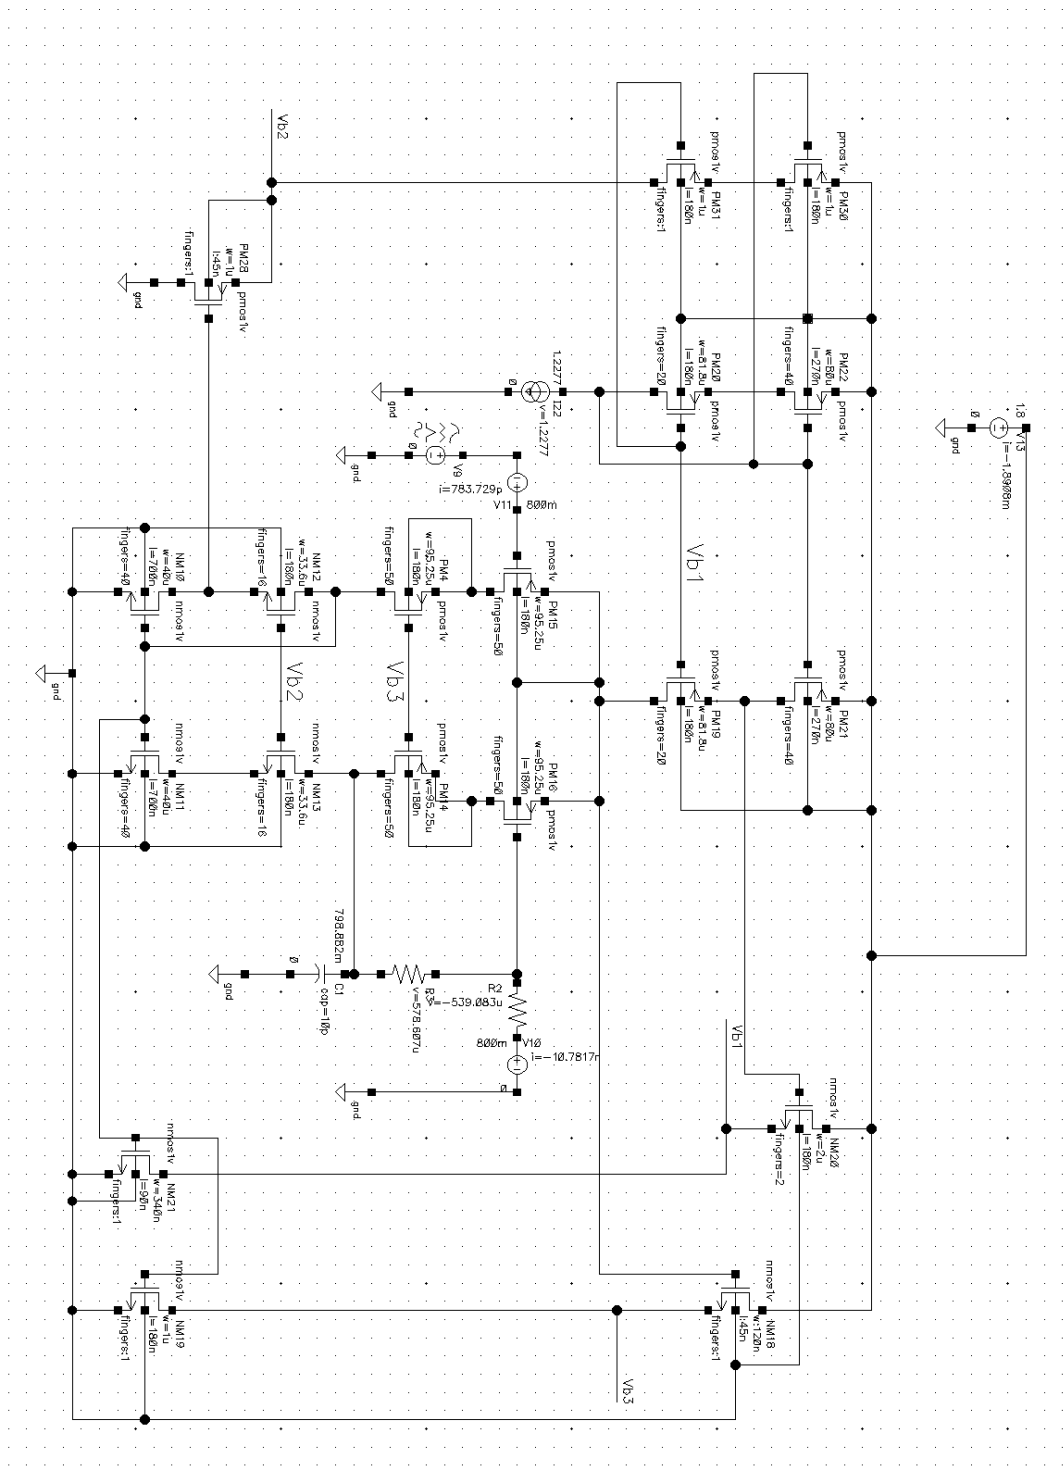 Vb2
pmos1v
PM31
w=1u
l=180n
fingers:1
pmos1v
PM30
w=1u
l=180n
fingers:1
PM28
w=1u
l:45n
fingers:1
pmos1v
gnd
PM20
w=81.8u
l=180n
fingers=20
pmos1v
PM22
w=80u
l=270n
fingers=40
pmos1v
1.2277
I22
v=1.2277
0
gnd
1.8
V13
i=-1.8908m
0
gnd
V9
0
gnd
i=783.729p
V11
800m
Vb1
NM10
w=40u
l=700n
fingers=40
nmos1v
NM12
w=33.6u
l=180n
fingers=16
nmos1v
PM4
w=95.25u
l=180n
fingers=50
pmos1v
pmos1v
PM15
w=95.25u
l=180n
fingers=50
gnd
Vb2
Vb3
pmos1v
PM19
w=81.8u
l=180n
fingers=20
pmos1v
PM21
w=80u
l=270n
fingers=40
nmos1v
NM11
w=40u
l=700n
fingers=40
nmos1v
NM13
w=33.6u
l=180n
fingers=16
pmos1v
PM14
w=95.25u
l=180n
fingers=50
PM16
w=95.25u
l=180n
fingers=50
pmos1v
798.882m
C1
cap=10p
0
gnd
R3
v=578.607u
R2
v=-539.083u
800m
V10
i=-10.7817n
0
gnd
Vb1
nmos1v
NM20
w=2u
l=180n
fingers=2
nmos1v
NM21
w=340n
l=90n
fingers:1
nmos1v
NM19
w=1u
l=180n
fingers:1
nmos1v
NM18
w:120n
l:45n
fingers:1
Vb3